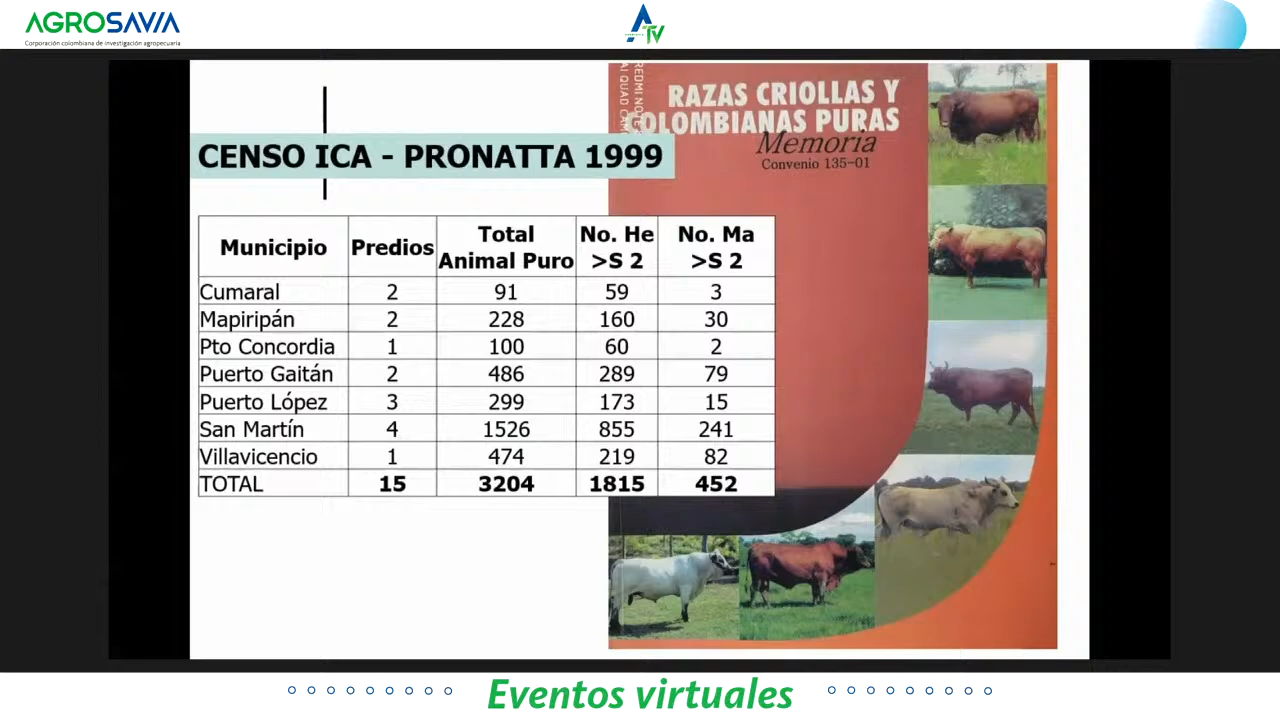 AGROSAVIA
Corporación colombiana de investigación agropecuaria
ATV
RAZAS CRIOLLAS Y
COLOMBIANAS PURAS
Memoria
Convenio 135-01
CENSO ICA - PRONATTA 1999
Municipio Predios Total Animal Puro No. He >S 2 No. Ma >S 2
Cumaral 2 91 59 3
Mapiripán 2 228 160 30
Pto Concordia 1 100 60 2
Puerto Gaitán 2 486 289 79
Puerto López 3 299 173 15
San Martín 4 1526 855 241
Villavicencio 1 474 219 82
TOTAL 15 3204 1815 452
Eventos virtuales